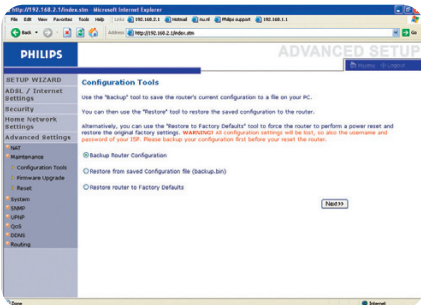 http://192.168.2.1/index.stm - Microsoft Internet Explorer
File Edit View Favorites Tools Help Links 192.168.2.1 Hotmail nu.nl Philips support 192.168.1.1
Back
Address http://192.168.2.1/index.stm Go
PHILIPS
ADVANCED SETUP
Home Logout
SETUP WIZARD
ADSL / Internet Settings
Security
Home Network Settings
Advanced Settings
NAT
Maintenance
Configuration Tools
Firmware Upgrade
Reset
System
SNMP
UPNP
QoS
DDNS
Routing
Configuration Tools
Use the "Backup" tool to save the router's current configuration to a file on your PC.
You can then use the "Restore" tool to restore the saved configuration to the router.
Alternatively, you can use the "Restore to Factory Defaults" tool to force the router to perform a power reset and
restore the original factory settings. WARNING! All configuration settings will be lost, so also the username and
password of your ISP. Please backup your configuration first before your reset the router.
Backup Router Configuration
Restore from saved Configuration file (backup.bin)
Restore router to Factory Defaults
Next>>
Done
Internet